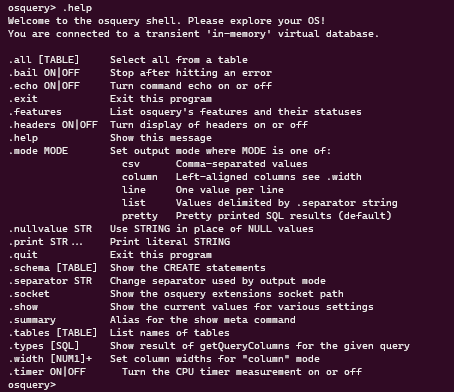 osquery> .help
Welcome to the osquery shell. Please explore your OS!
You are connected to a transient 'in-memory' virtual database.

.all [TABLE]     Select all from a table
.bail ON|OFF     Stop after hitting an error
.echo ON|OFF     Turn command echo on or off
.exit            Exit this program
.features        List osquery's features and their statuses
.headers ON|OFF  Turn display of headers on or off
.help            Show this message
.mode MODE       Set output mode where MODE is one of:
                   csv      Comma-separated values
                   column   Left-aligned columns see .width
                   line     One value per line
                   list     Values delimited by .separator string
                   pretty   Pretty printed SQL results (default)
.nullvalue STR   Use STRING in place of NULL values
.print STR...    Print literal STRING
.quit            Exit this program
.schema [TABLE]  Show the CREATE statements
.separator STR   Change separator used by output mode
.socket          Show the osquery extensions socket path
.show            Show the current values for various settings
.summary         Alias for the show meta command
.tables [TABLE]  List names of tables
.types [SQL]     Show result of getQueryColumns for the given query
.width [NUM1]+   Set column widths for "column" mode
.timer ON|OFF      Turn the CPU timer measurement on or off
osquery>